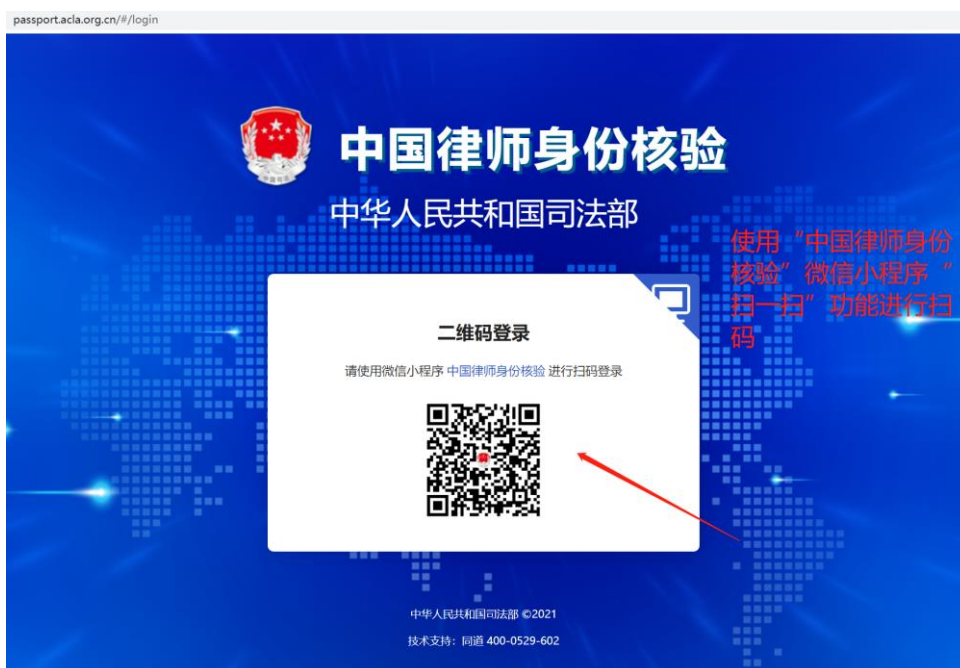 passport.acla.org.cn/#/login
中国律师身份核验
中华人民共和国司法部
使用“中国律师身份
核验”微信小程序“
扫一扫”功能进行扫
码
二维码登录
请使用微信小程序 中国律师身份核验 进行扫码登录
中华人民共和国司法部 ©2021
技术支持：同道 400-0529-602